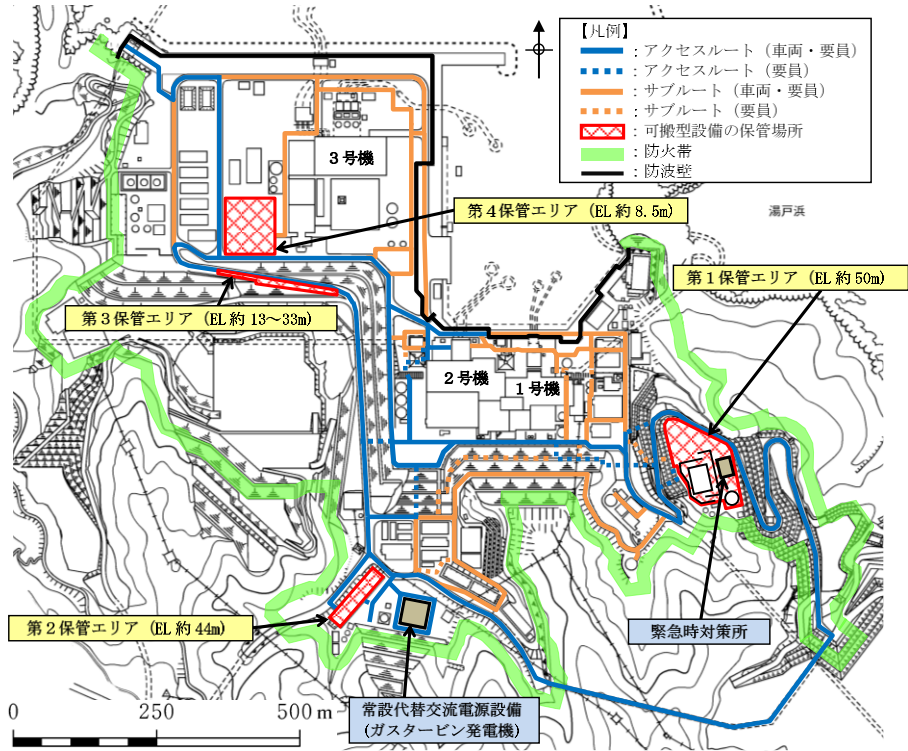 【凡例】
：アクセスルート（車両・要員）
：アクセスルート（要員）
：サブルート（車両・要員）
：サブルート（要員）
：可搬型設備の保管場所
：防火帯
：防波壁
3号機
第４保管エリア（EL 約 8.5m）
湯戸浜
第１保管エリア（EL 約 50m）
第３保管エリア（EL 約 13～33m）
2号機
1号機
第２保管エリア（EL 約 44m）
緊急時対策所
常設代替交流電源設備
(ガスタービン発電機)
0 250 500 m